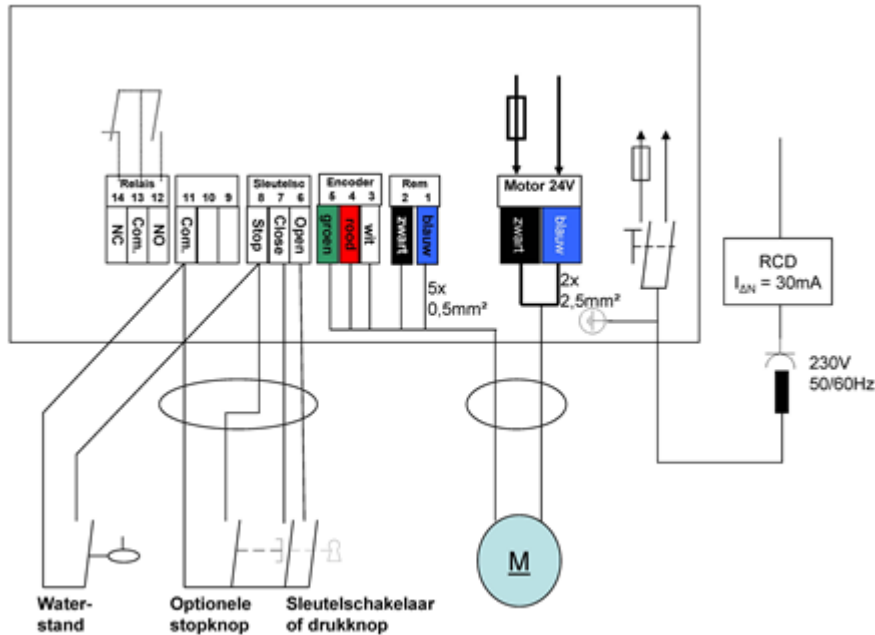 Relais
14 13 12
NC
Com.
NO
11 10 9
Com.
Sleutelsc
8 7 6
Stop
Close
Open
Encoder
5 4 3
groen
rood
wit
Rem
2 1
zwart
blauw
Motor 24V
zwart
blauw
5x
0,5mm²
2x
2,5mm²
RCD
IΔN = 30mA
230V
50/60Hz
M
Water-
stand
Optionele
stopknop
Sleutelschakelaar
of drukknop